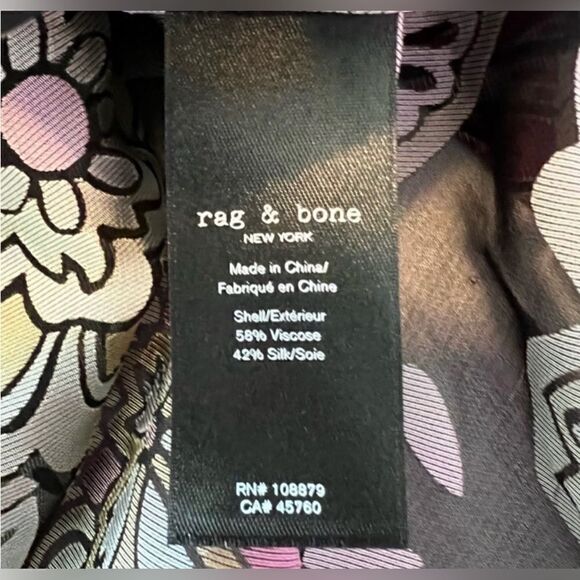 rag & bone
NEW YORK
Made in China/
Fabriqué en Chine
Shell/Extérieur
58% Viscose
42% Silk/Soie
RN# 108879
CA# 45760